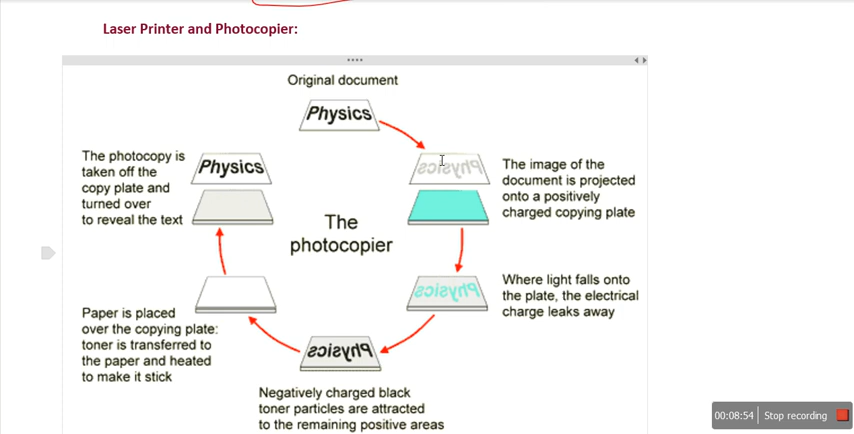 Laser Printer and Photocopier:
Original document
Physics
Physics
The image of the
document is projected
onto a positively
charged copying plate
Physics
Where light falls onto
the plate, the electrical
charge leaks away
Physics
Negatively charged black
toner particles are attracted
to the remaining positive areas
Paper is placed
over the copying plate:
toner is transferred to
the paper and heated
to make it stick
The photocopy is
taken off the
copy plate and
turned over
to reveal the text
Physics
The
photocopier
00:08:54 Stop recording